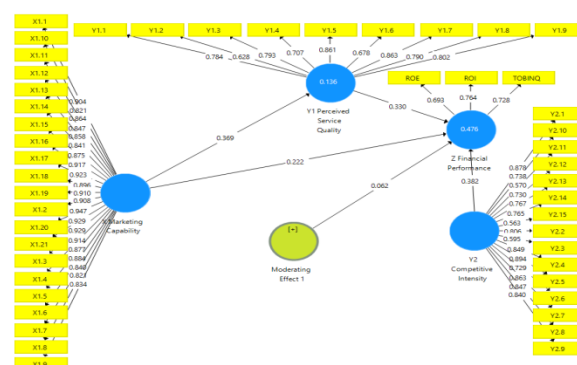 X1.1
X1.10
X1.11
X1.12
X1.13
X1.14
X1.15
X1.16
X1.17
X1.18
X1.19
X1.2
X1.20
X1.21
X1.3
X1.4
X1.5
X1.6
X1.7
X1.8
X1.9
0.904
0.821
0.864
0.847
0.858
0.841
0.875
0.917
0.923
0.896
0.910
0.908
0.947
0.929
0.929
0.914
0.877
0.884
0.848
0.823
0.834
X Marketing
Capability
Y1.1
Y1.2
Y1.3
Y1.4
Y1.5
Y1.6
Y1.7
Y1.8
Y1.9
0.784
0.628
0.793
0.707
0.861
0.678
0.863
0.790
0.802
0.136
Y1 Perceived
Service
Quality
0.369
0.222
0.330
0.062
0.382
ROE
ROI
TOBINQ
0.693
0.764
0.728
0.476
Z Financial
Performance
[+]
Moderating
Effect 1
Y2
Competitive
Intensity
0.878
0.738
0.570
0.730
0.767
0.765
0.563
0.806
0.595
0.849
0.894
0.729
0.863
0.847
0.840
Y2.1
Y2.10
Y2.11
Y2.12
Y2.13
Y2.14
Y2.15
Y2.2
Y2.3
Y2.4
Y2.5
Y2.6
Y2.7
Y2.8
Y2.9